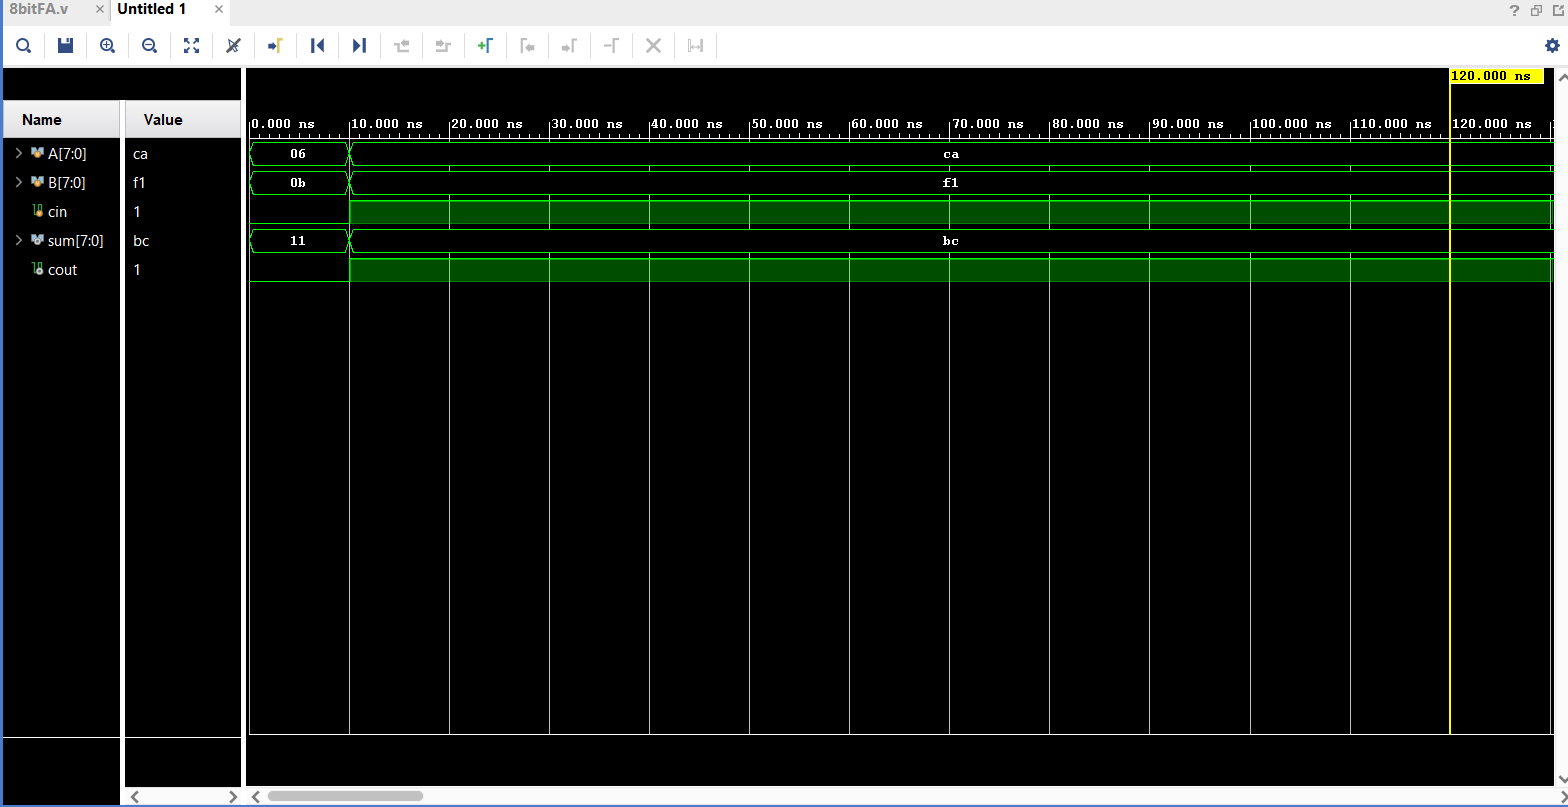 8bitFA.v × Untitled 1 × ?
120.000 ns
Name Value
0.000 ns 10.000 ns 20.000 ns 30.000 ns 40.000 ns 50.000 ns 60.000 ns 70.000 ns 80.000 ns 90.000 ns 100.000 ns 110.000 ns 120.000 ns
A[7:0] ca 06 ca
B[7:0] f1 0b f1
cin 1
sum[7:0] bc 11 bc
cout 1